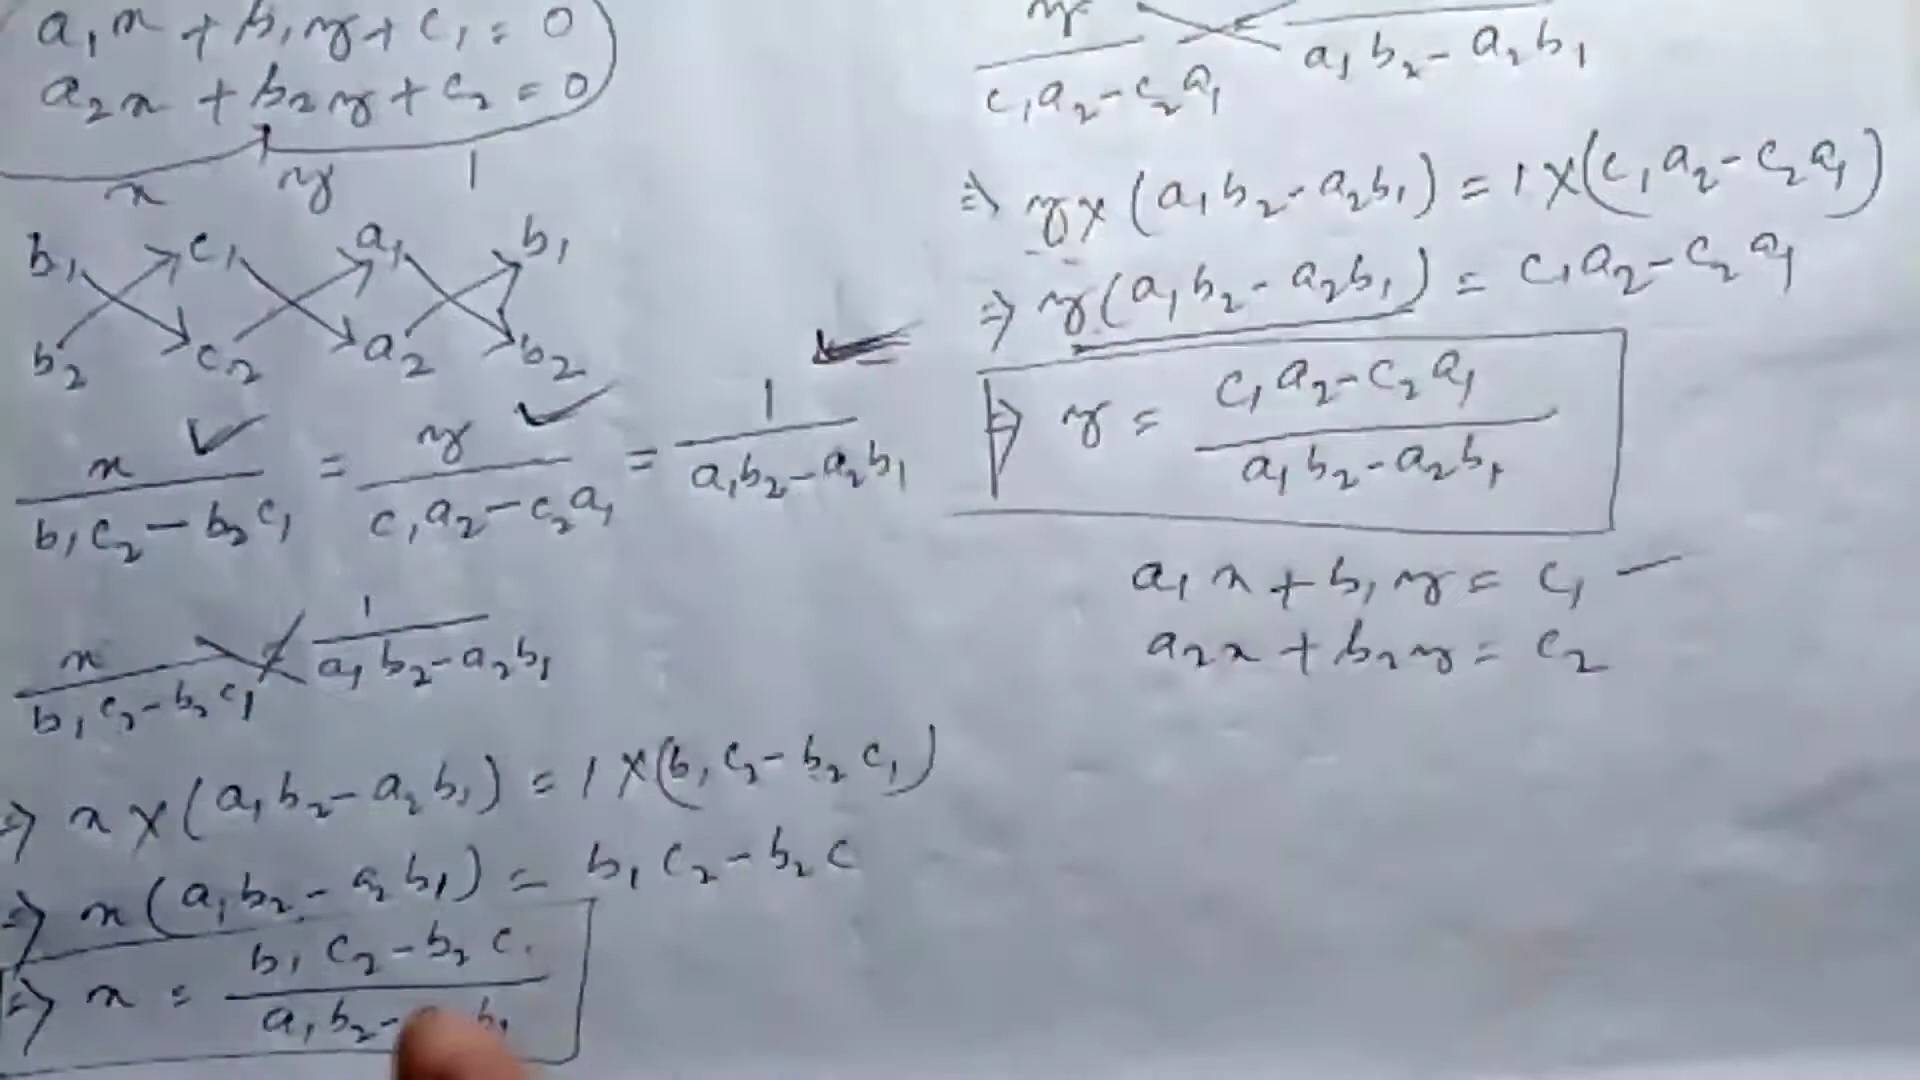 a₁x + b₁y + c₁ = 0
a₂x + b₂y + c₂ = 0
x y 1
b₁ c₁ a₁ b₁
b₂ c₂ a₂ b₂
x/(b₁c₂ − b₂c₁) = y/(c₁a₂ − c₂a₁) = 1/(a₁b₂ − a₂b₁)
x/(b₁c₂ − b₂c₁) = 1/(a₁b₂ − a₂b₁)
⇒ x × (a₁b₂ − a₂b₁) = 1 × (b₁c₂ − b₂c₁)
⇒ x(a₁b₂ − a₂b₁) = b₁c₂ − b₂c
⇒ x = (b₁c₂ − b₂c₁)/(a₁b₂ − b₁)
y/(c₁a₂ − c₂a₁) = /(a₁b₂ − a₂b₁)
⇒ y × (a₁b₂ − a₂b₁) = 1 × (c₁a₂ − c₂a₁)
⇒ y(a₁b₂ − a₂b₁) = c₁a₂ − c₂a₁
⇒ y = (c₁a₂ − c₂a₁)/(a₁b₂ − a₂b₁)
a₁x + b₁y = c₁ −
a₂x + b₂y = c₂